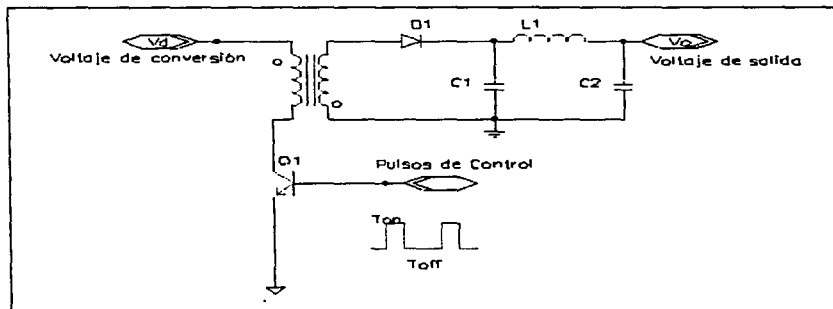 Vd
Voltaje de conversión
D1
L1
Vo
Voltaje de salida
C1
C2
Q1
Pulsos de Control
Ton
Toff